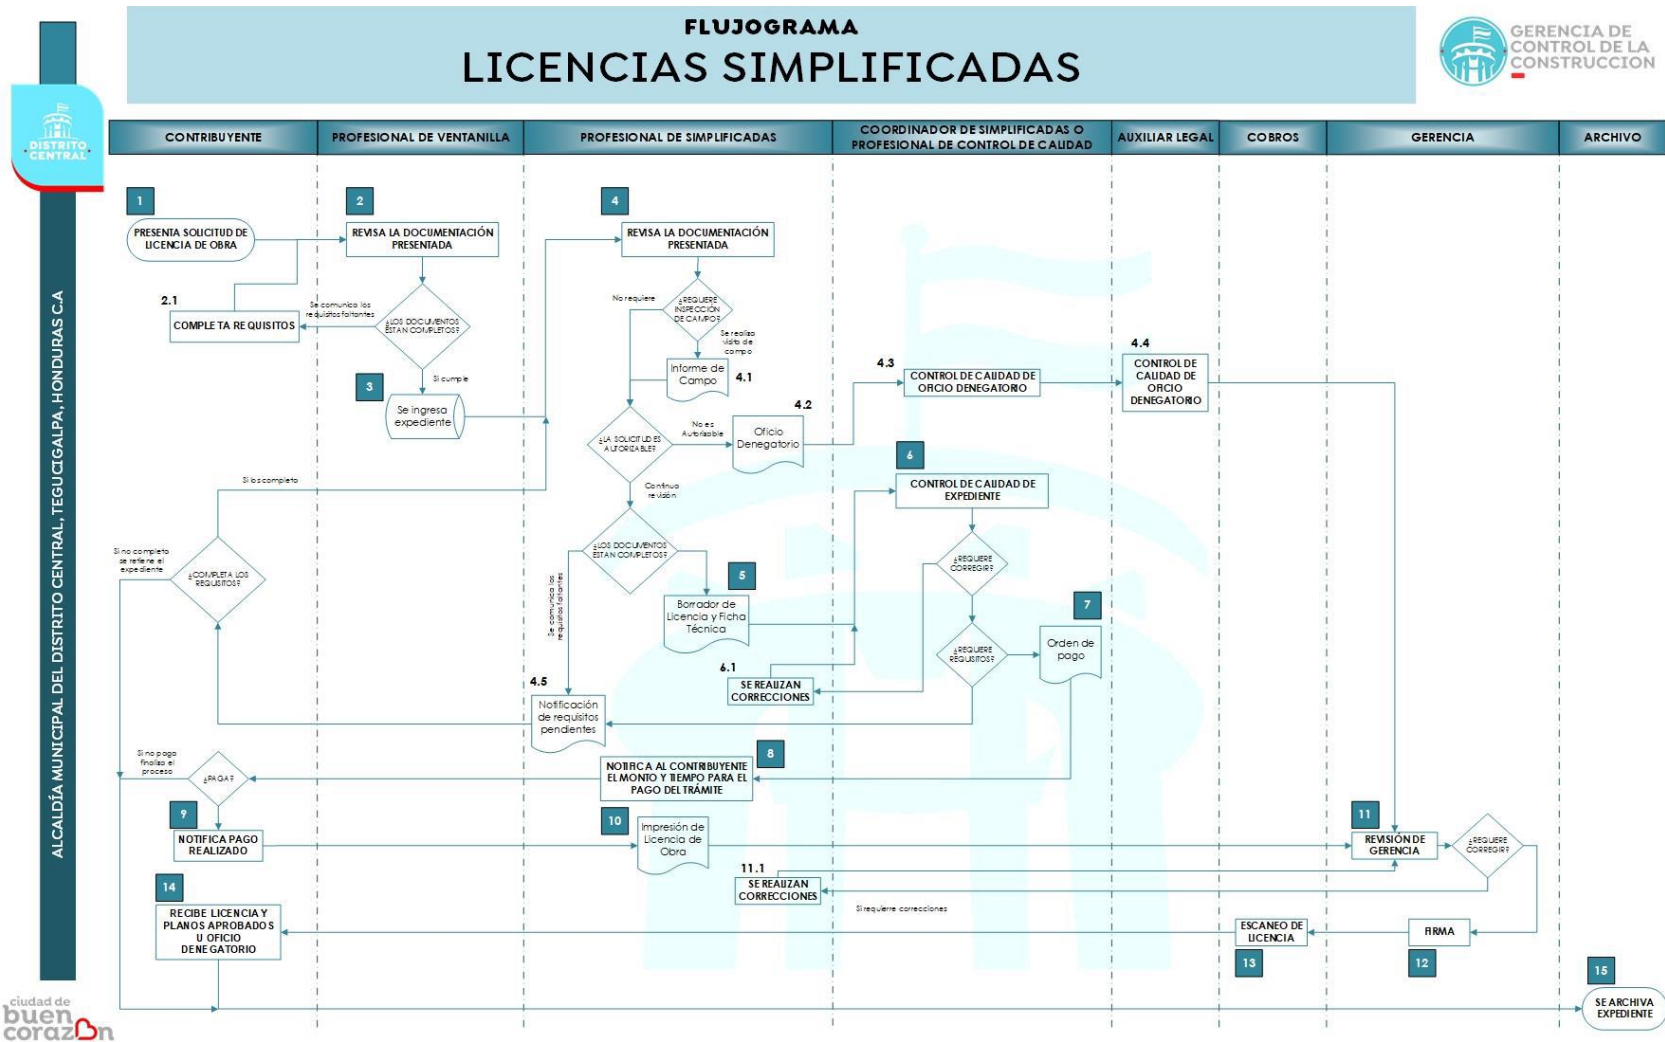 FLUJOGRAMA
LICENCIAS SIMPLIFICADAS
GERENCIA DE
CONTROL DE LA
CONSTRUCCION
DISTRITO
CENTRAL
ALCALDÍA MUNICIPAL DEL DISTRITO CENTRAL, TEGUCIGALPA, HONDURAS C.A
CONTRIBUYENTE
PROFESIONAL DE VENTANILLA
PROFESIONAL DE SIMPLIFICADAS
COORDINADOR DE SIMPLIFICADAS O
PROFESIONAL DE CONTROL DE CALIDAD
AUXILIAR LEGAL
COBROS
GERENCIA
ARCHIVO
1
PRESENTA SOLICITUD DE
LICENCIA DE OBRA
2
REVISA LA DOCUMENTACIÓN
PRESENTADA
4
REVISA LA DOCUMENTACIÓN
PRESENTADA
2.1
COMPLETA REQUISITOS
Se comunica los
requisitos faltantes
¿LOS DOCUMENTOS
ESTAN COMPLETOS?
Si cumple
3
Se ingresa
expediente
No requiere
¿REQUIERE
INSPECCIÓN
DE CAMPO?
Se realiza
visita de
campo
Informe de
Campo
4.1
4.2
¿LA SOLICITUD ES
AUTORIZABLE?
No es
Autorizable
Oficio
Denegatorio
4.3
CONTROL DE CALIDAD DE
OFICIO DENEGATORIO
4.4
CONTROL DE
CALIDAD DE
OFICIO
DENEGATORIO
6
CONTROL DE CALIDAD DE
EXPEDIENTE
Si los completo
Continua
revisión
¿LOS DOCUMENTOS
ESTAN COMPLETOS?
Si no completo
se retiene el
expediente
¿COMPLETA LOS
REQUISITOS?
Se comunica los
requisitos faltantes
5
Borrador de
Licencia y Ficha
Técnica
¿REQUIERE
CORREGIR?
¿REQUIERE
REQUISITOS?
7
Orden de
pago
6.1
SE REALIZAN
CORRECCIONES
4.5
Notificación
de requisitos
pendientes
Si no paga
finaliza el
proceso
¿PAGA?
8
NOTIFICA AL CONTRIBUYENTE
EL MONTO Y TIEMPO PARA EL
PAGO DEL TRÁMITE
9
NOTIFICA PAGO
REALIZADO
10
Impresión de
Licencia de
Obra
11
REVISIÓN DE
GERENCIA
¿REQUIERE
CORREGIR?
11.1
SE REALIZAN
CORRECCIONES
Si requierre correcciones
14
RECIBE LICENCIA Y
PLANOS APROBADOS
U OFICIO
DENEGATORIO
ESCANEO DE
LICENCIA
13
FIRMA
12
15
SE ARCHIVA
EXPEDIENTE
ciudad de
buen
corazón